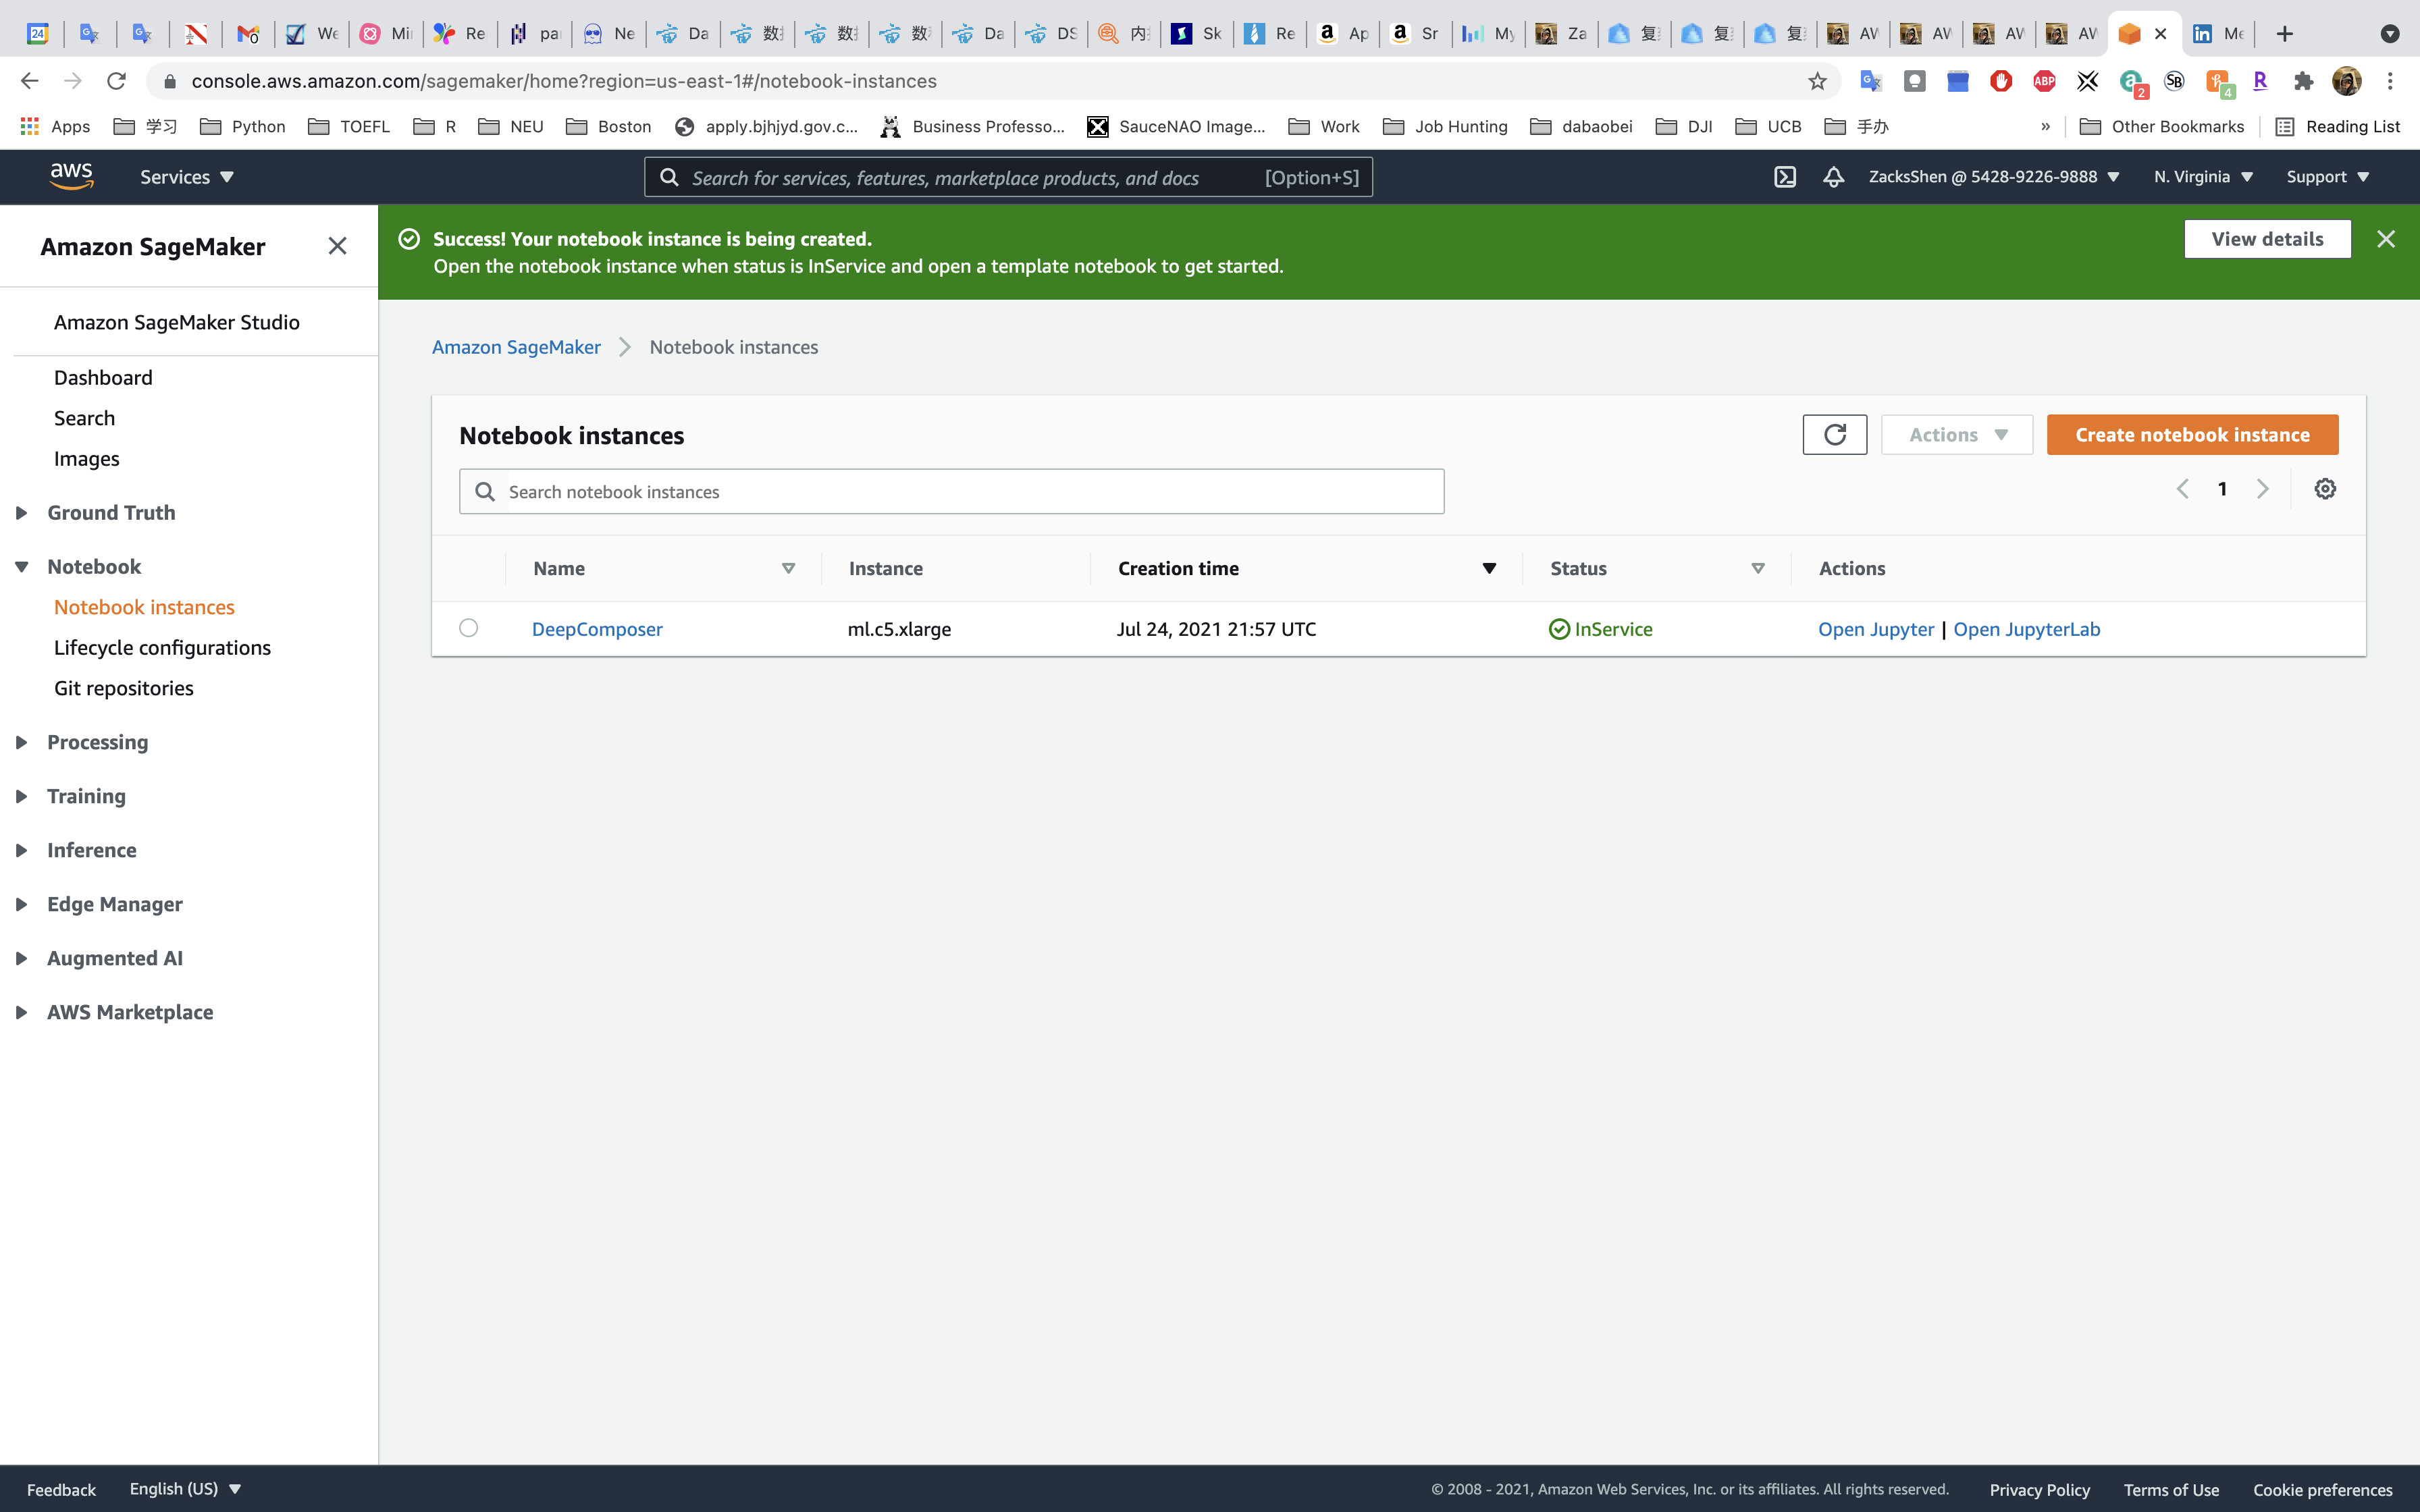 24 We Mi Re pa Ne Da 数 数 数 Da DS 内 Sk Re Ap Sr My Za 复 复 复 AW AW AW AW Me
console.aws.amazon.com/sagemaker/home?region=us-east-1#/notebook-instances ABP 2 SB 4 R
Apps 学习 Python TOEFL R NEU Boston apply.bjhjyd.gov.c... Business Professo... SauceNAO Image... Work Job Hunting dabaobei DJI UCB 手办 » Other Bookmarks Reading List
aws Services Search for services, features, marketplace products, and docs [Option+S] ZacksShen @ 5428-9226-9888 N. Virginia Support
Amazon SageMaker
Success! Your notebook instance is being created.
Open the notebook instance when status is InService and open a template notebook to get started.
View details
Amazon SageMaker Studio
Dashboard
Search
Images
Ground Truth
Notebook
Notebook instances
Lifecycle configurations
Git repositories
Processing
Training
Inference
Edge Manager
Augmented AI
AWS Marketplace
Amazon SageMaker > Notebook instances
Notebook instances
Actions
Create notebook instance
Search notebook instances
1
Name Instance Creation time Status Actions
DeepComposer ml.c5.xlarge Jul 24, 2021 21:57 UTC InService Open Jupyter | Open JupyterLab
Feedback English (US) © 2008 - 2021, Amazon Web Services, Inc. or its affiliates. All rights reserved. Privacy Policy Terms of Use Cookie preferences